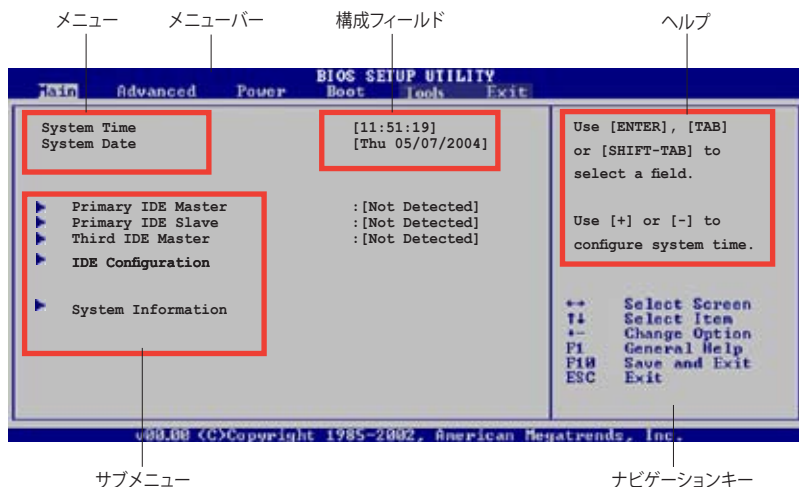 メニュー メニューバー 構成フィールド ヘルプ
BIOS SETUP UTILITY
Main Advanced Power Boot Tools Exit
System Time [11:51:19]
System Date [Thu 05/07/2004]
Primary IDE Master :[Not Detected]
Primary IDE Slave :[Not Detected]
Third IDE Master :[Not Detected]
IDE Configuration
System Information
Use [ENTER], [TAB]
or [SHIFT-TAB] to
select a field.
Use [+] or [-] to
configure system time.
↔ Select Screen
↑↓ Select Item
+- Change Option
F1 General Help
F10 Save and Exit
ESC Exit
v00.00 (C)Copyright 1985-2002, American Megatrends, Inc.
サブメニュー ナビゲーションキー